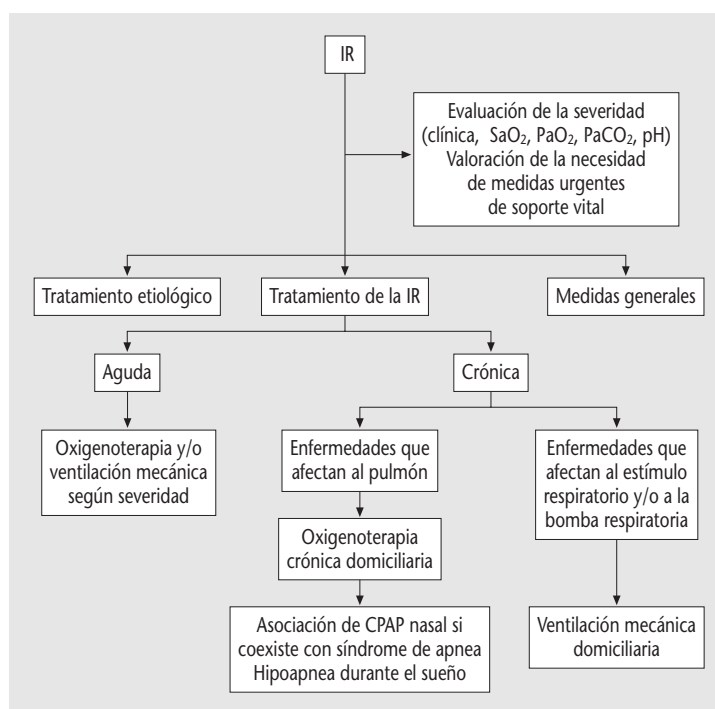 IR
Evaluación de la severidad
(clínica, SaO₂, PaO₂, PaCO₂, pH)
Valoración de la necesidad
de medidas urgentes
de soporte vital
Tratamiento etiológico
Tratamiento de la IR
Medidas generales
Aguda
Crónica
Oxigenoterapia y/o
ventilación mecánica
según severidad
Enfermedades que
afectan al pulmón
Enfermedades que
afectan al estímulo
respiratorio y/o a la
bomba respiratoria
Oxigenoterapia
crónica domiciliaria
Asociación de CPAP nasal si
coexiste con síndrome de apnea
Hipoapnea durante el sueño
Ventilación mecánica
domiciliaria